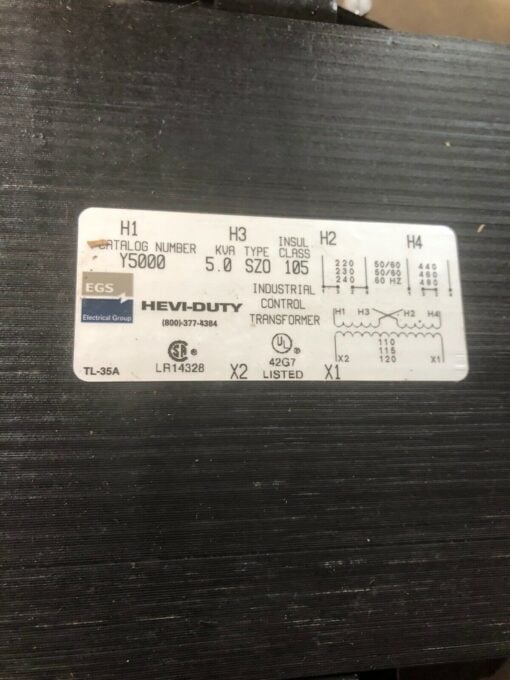 H1 H3 H2 H4
CATALOG NUMBER KVA TYPE INSUL CLASS
Y5000 5.0 SZO 105
220 50/60 440
230 50/60 460
240 60 HZ 480
EGS
Electrical Group
HEVI-DUTY
(800)-377-4384
INDUSTRIAL
CONTROL
TRANSFORMER
H1 H3 H2 H4
110
115
120
X2 X1
SA ®
LR14328
UL ®
42G7
LISTED
TL-35A
X2 X1